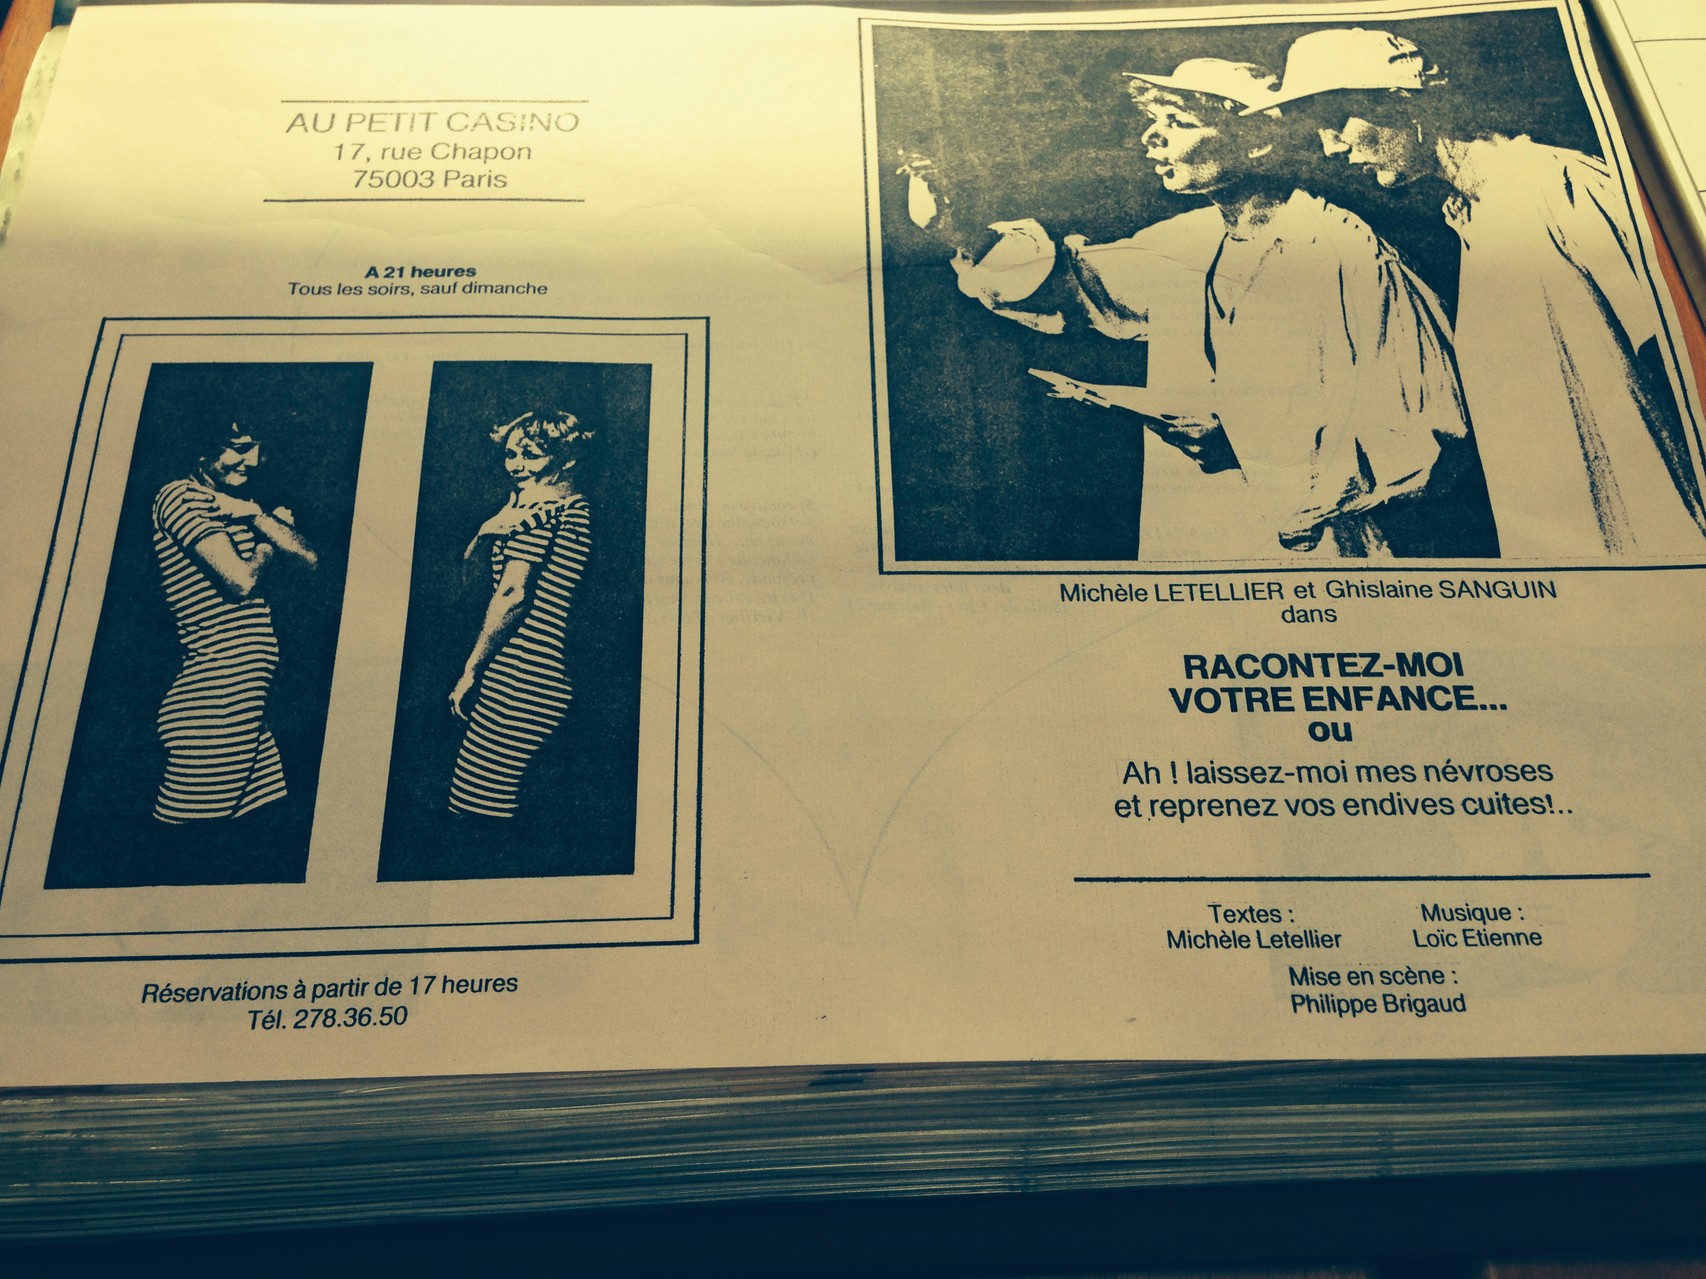 AU PETIT CASINO
17, rue Chapon
75003 Paris
A 21 heures
Tous les soirs, sauf dimanche
Réservations à partir de 17 heures
Tél. 278.36.50
Michèle LETELLIER et Ghislaine SANGUIN
dans
RACONTEZ-MOI
VOTRE ENFANCE...
ou
Ah ! laissez-moi mes névroses
et reprenez vos endives cuites!..
Textes :
Michèle Letellier
Musique :
Loïc Etienne
Mise en scène :
Philippe Brigaud